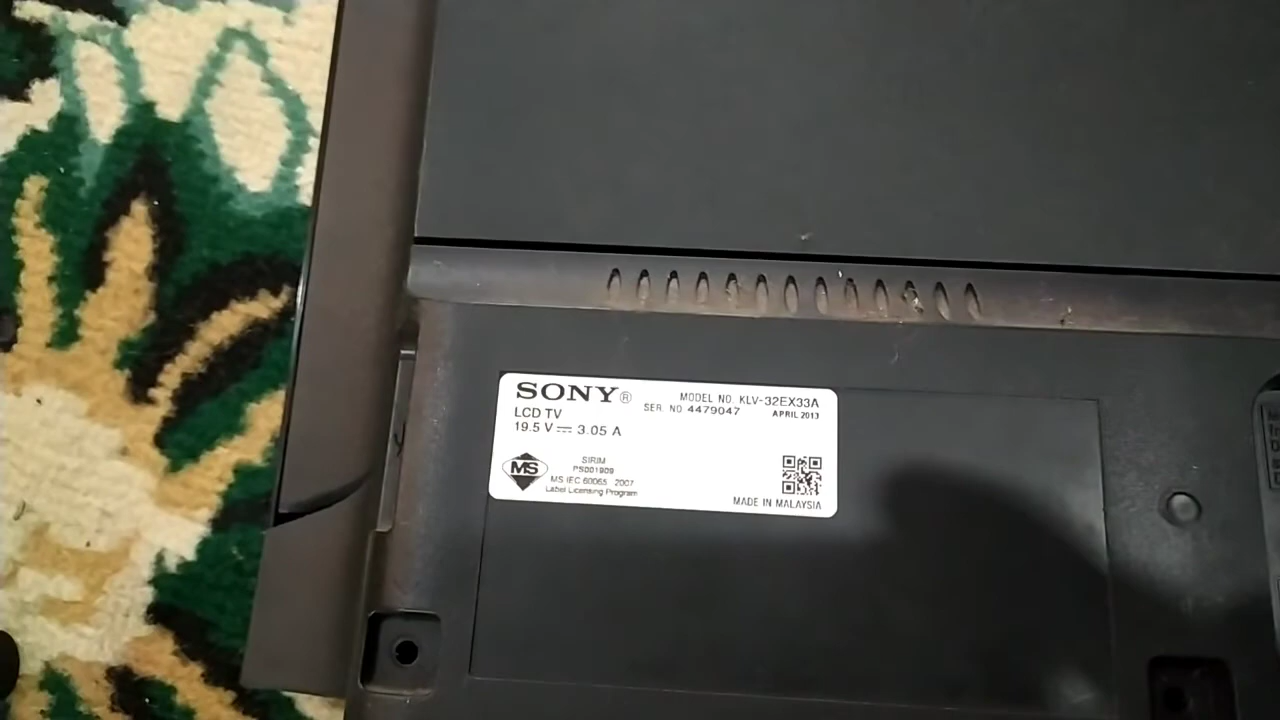 SONY®
MODEL NO. KLV-32EX33A
LCD TV
SER. NO 4479047
APRIL 2013
19.5 V ⎓ 3.05 A
MS
SIRIM
PS001909
MS IEC 60065 2007
Label Licensing Program
MADE IN MALAYSIA